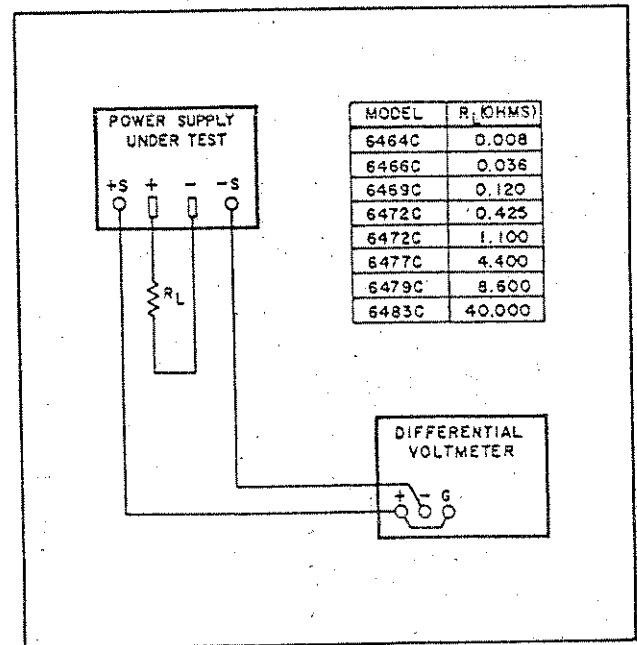 POWER SUPPLY
UNDER TEST
+S + - -S
RL
MODEL RL(OHMS)
6464C 0.008
6466C 0.036
6469C 0.120
6472C 0.425
6472C 1.100
6477C 4.400
6479C 8.600
6483C 40.000
DIFFERENTIAL
VOLTMETER
+ - G